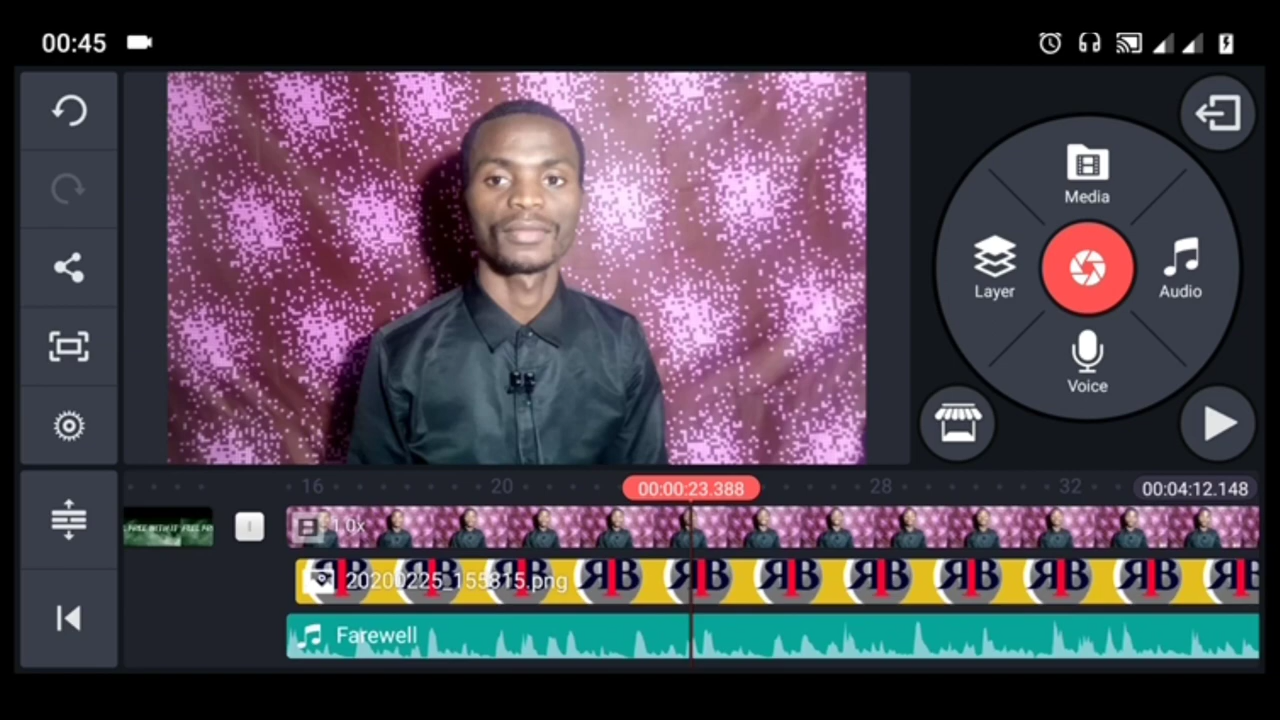 00:45
Media
Layer
Audio
Voice
16
20
00:00:23.388
28
32
00:04:12.148
1.0x
20200225_155815.png
Farewell